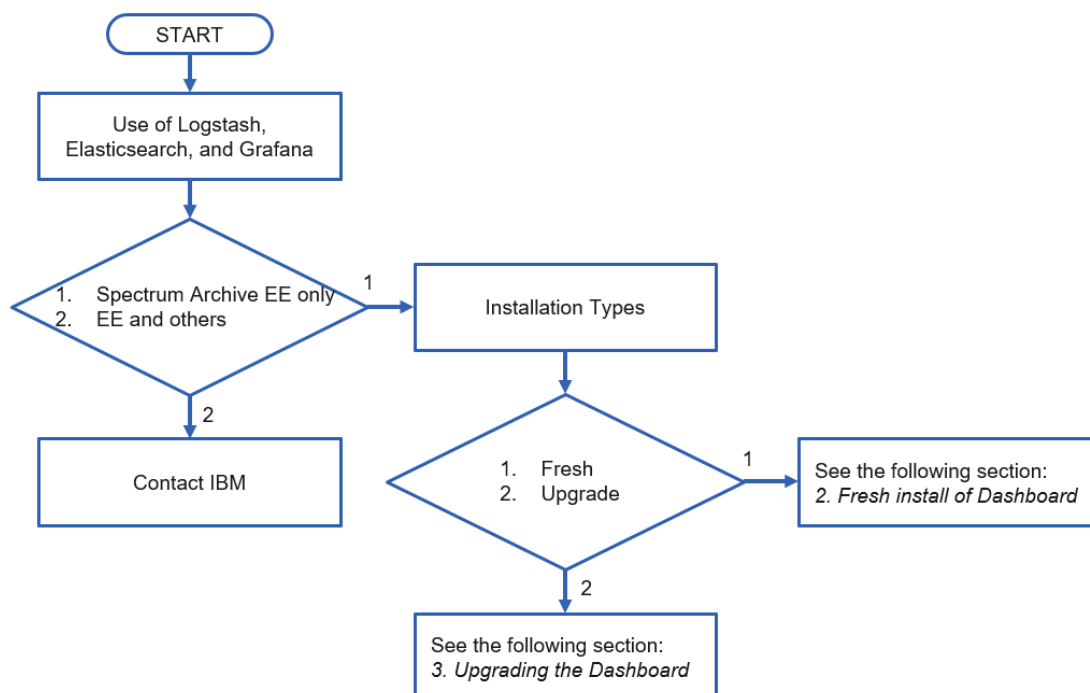 START
Use of Logstash,
Elasticsearch, and Grafana
1. Spectrum Archive EE only
2. EE and others
1
Installation Types
2
Contact IBM
1. Fresh
2. Upgrade
1
See the following section:
2. Fresh install of Dashboard
2
See the following section:
3. Upgrading the Dashboard